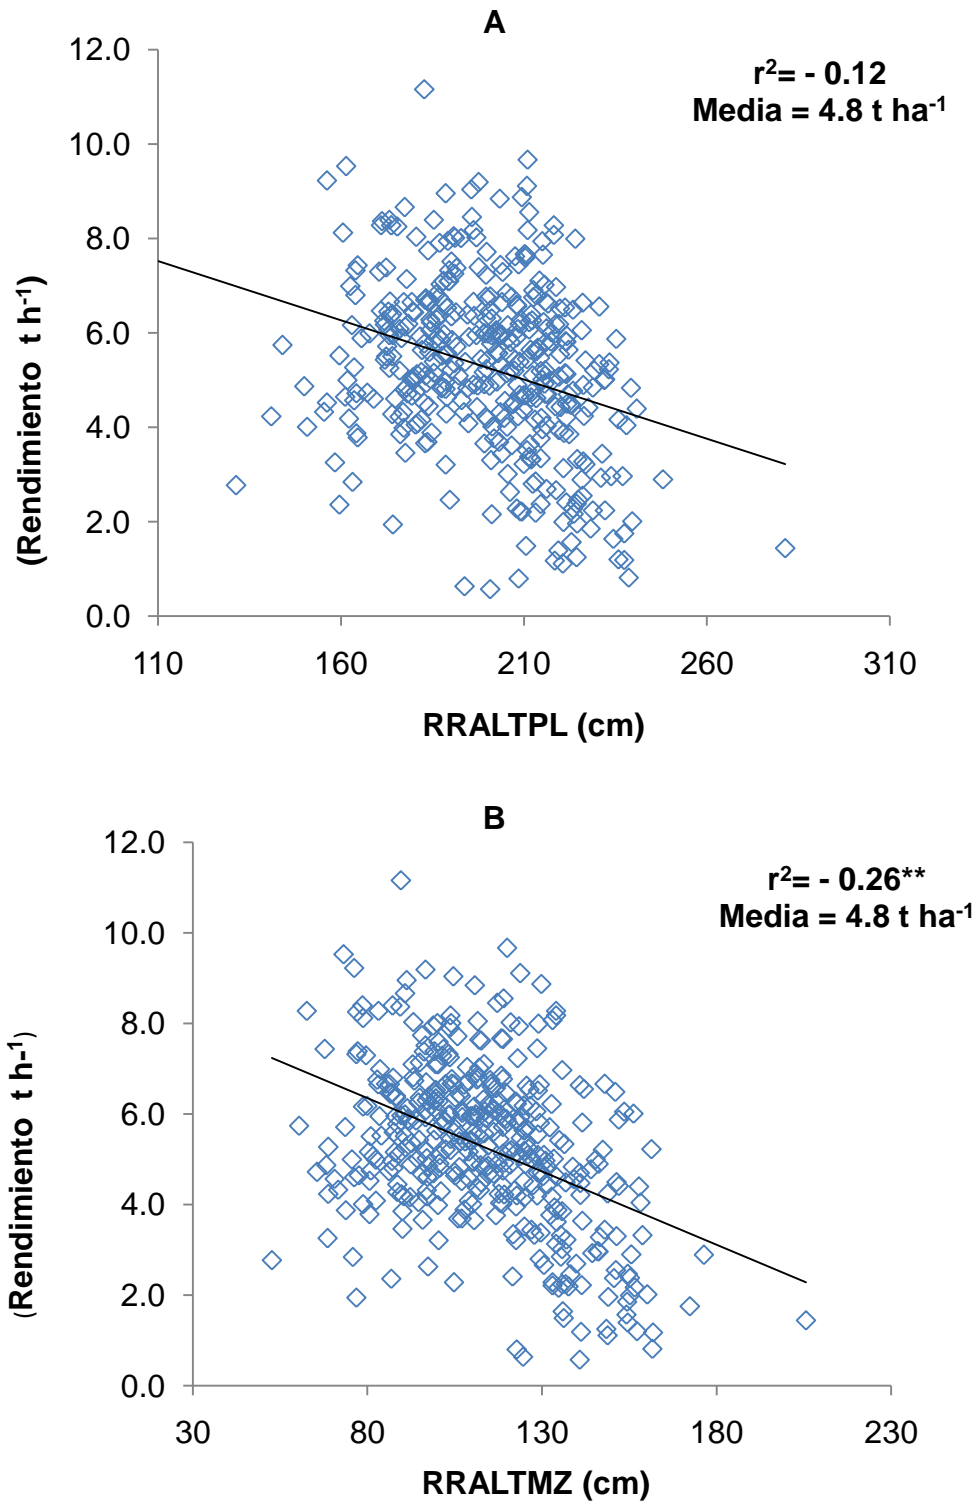 A
12.0
r²= - 0.12
Media = 4.8 t ha⁻¹
10.0
8.0
6.0
4.0
2.0
0.0
(Rendimiento t h⁻¹)
110 160 210 260 310
RRALTPL (cm)
B
12.0
r²= - 0.26**
Media = 4.8 t ha⁻¹
10.0
8.0
6.0
4.0
2.0
0.0
(Rendimiento t h⁻¹)
30 80 130 180 230
RRALTMZ (cm)